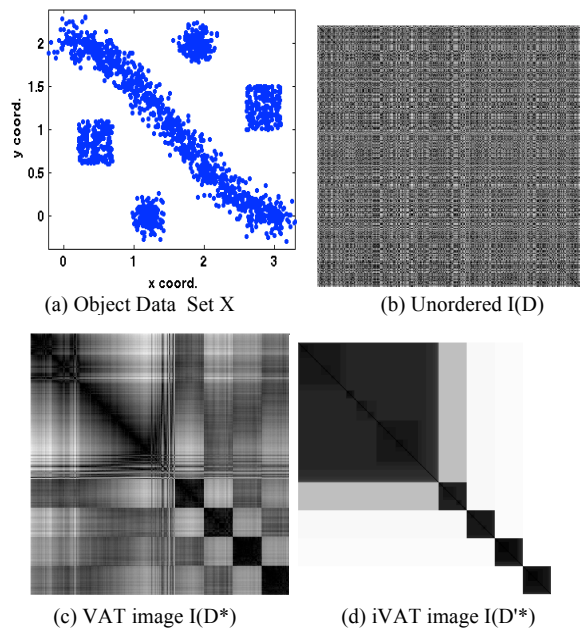 2
1.5
1
0.5
0
y coord.
0 1 2 3
x coord.
(a) Object Data Set X
(b) Unordered I(D)
(c) VAT image I(D*)
(d) iVAT image I(D'*)